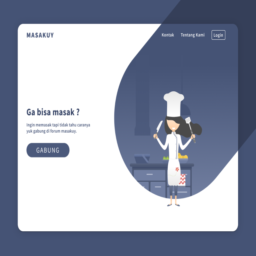 MASAKUY
Kontak
Tentang Kami
Login
Ga bisa masak ?
Ingin memasak tapi tidak tahu caranya
yuk gabung di forum masakuy.
GABUNG